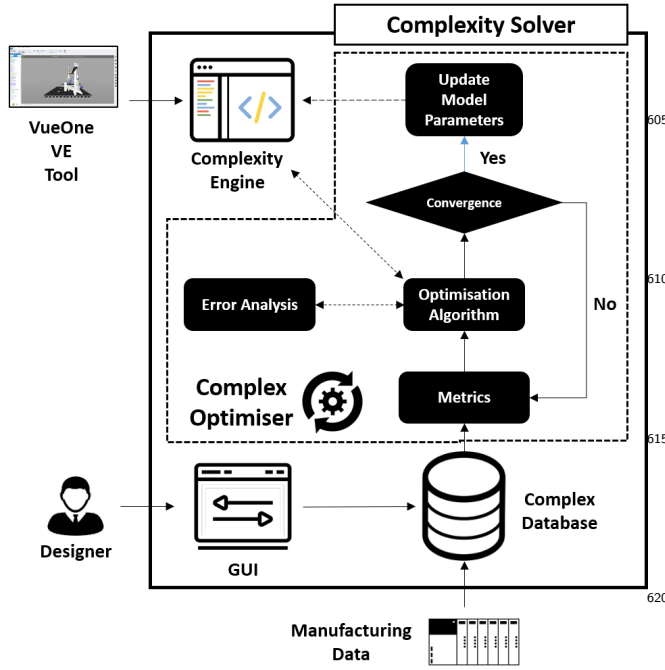 Complexity Solver
VueOne
VE
Tool
Complexity
Engine
Update
Model
Parameters
605
Yes
Convergence
Error Analysis
Optimisation
Algorithm
610
No
Complex
Optimiser
Metrics
615
Designer
GUI
Complex
Database
620
Manufacturing
Data